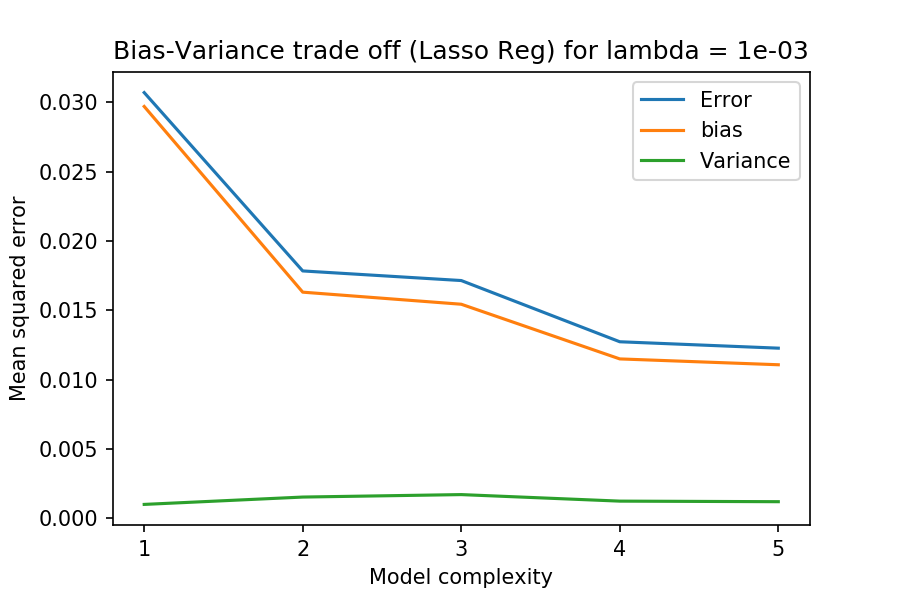 Bias-Variance trade off (Lasso Reg) for lambda = 1e-03
Error
bias
Variance
Mean squared error
0.030
0.025
0.020
0.015
0.010
0.005
0.000
1 2 3 4 5
Model complexity